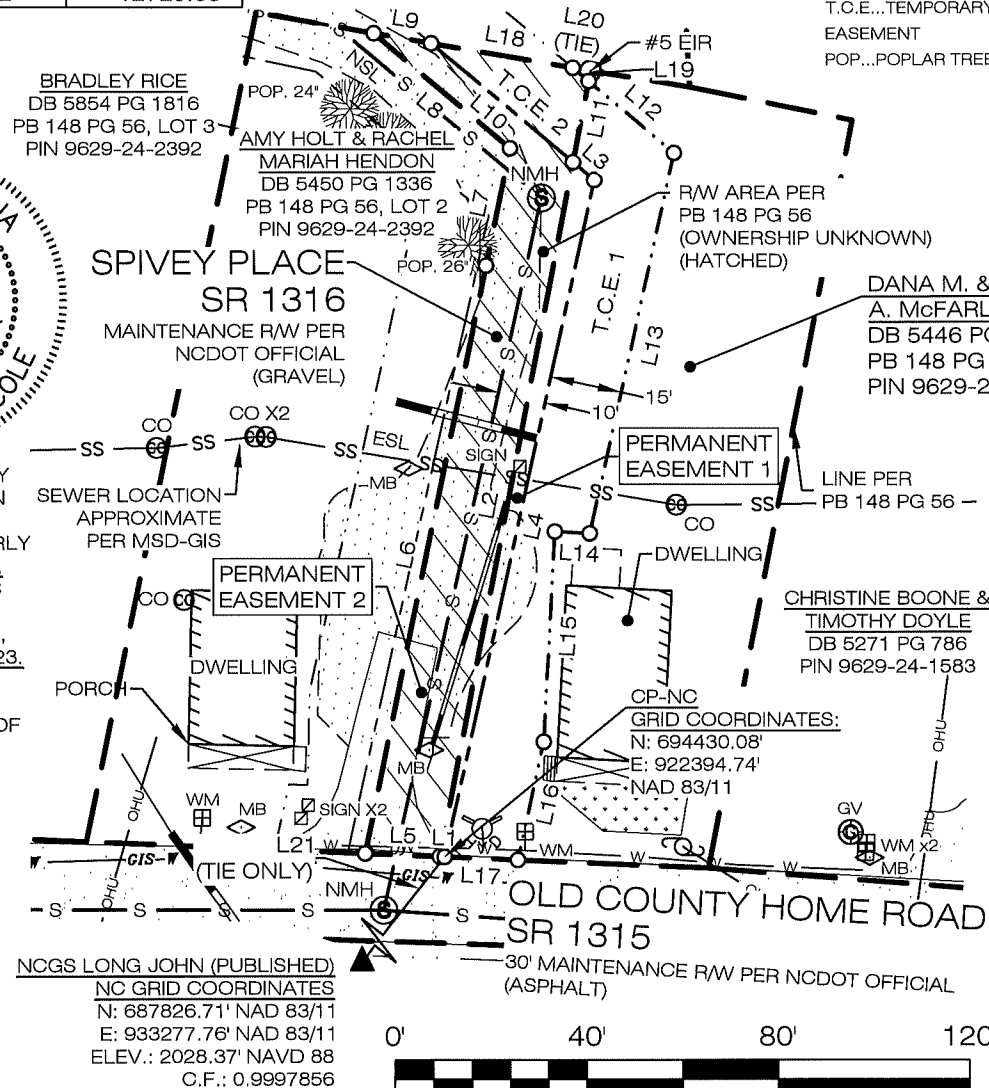 12720.03
T.C.E...TEMPORARY
EASEMENT
POP...POPLAR TREE
L20
(TIE)
L9
L18
#5 EIR
L19
BRADLEY RICE
DB 5854 PG 1816
PB 148 PG 56, LOT 3
PIN 9629-24-2392
NSL
S
L8
POP. 24"
T.C.E. 2
L11
L12
L10
AMY HOLT & RACHEL
MARIAH HENDON
DB 5450 PG 1336
PB 148 PG 56, LOT 2
PIN 9629-24-2392
NMH
L3
R/W AREA PER
PB 148 PG 56
(OWNERSHIP UNKNOWN)
(HATCHED)
L7
POP. 26"
SPIVEY PLACE
SR 1316
MAINTENANCE R/W PER
NCDOT OFFICIAL
(GRAVEL)
T.C.E. 1
L13
DANA M. &
A. McFARL
DB 5446 PG
PB 148 PG
PIN 9629-2
COLE
15'
10'
CO
CO X2
SS
SS
SS
ESL
SS
SIGN
MB
PERMANENT
EASEMENT 1
LINE PER
PB 148 PG 56
SS
SS
SS
CO
SEWER LOCATION
APPROXIMATE
PER MSD-GIS
L2
L4
L14
DWELLING
L6
PERMANENT
EASEMENT 2
CO
DWELLING
L15
CHRISTINE BOONE &
TIMOTHY DOYLE
DB 5271 PG 786
PIN 9629-24-1583
PORCH
CP-NC
GRID COORDINATES:
N: 694430.08'
E: 922394.74'
NAD 83/11
MB
OHU
OHU
WM
MB
SIGN X2
L16
GV
WM x2
MB
OHU
OHU
L21
L5
L1
W
WM
W
W
W
GIS-W
(TIE ONLY)
GIS
L17
NMH
S
S
S
S
OLD COUNTY HOME ROAD
SR 1315
30' MAINTENANCE R/W PER NCDOT OFFICIAL
(ASPHALT)
NCGS LONG JOHN (PUBLISHED)
NC GRID COORDINATES
N: 687826.71' NAD 83/11
E: 933277.76' NAD 83/11
ELEV.: 2028.37' NAVD 88
C.F.: 0.9997856
0'
40'
80'
120